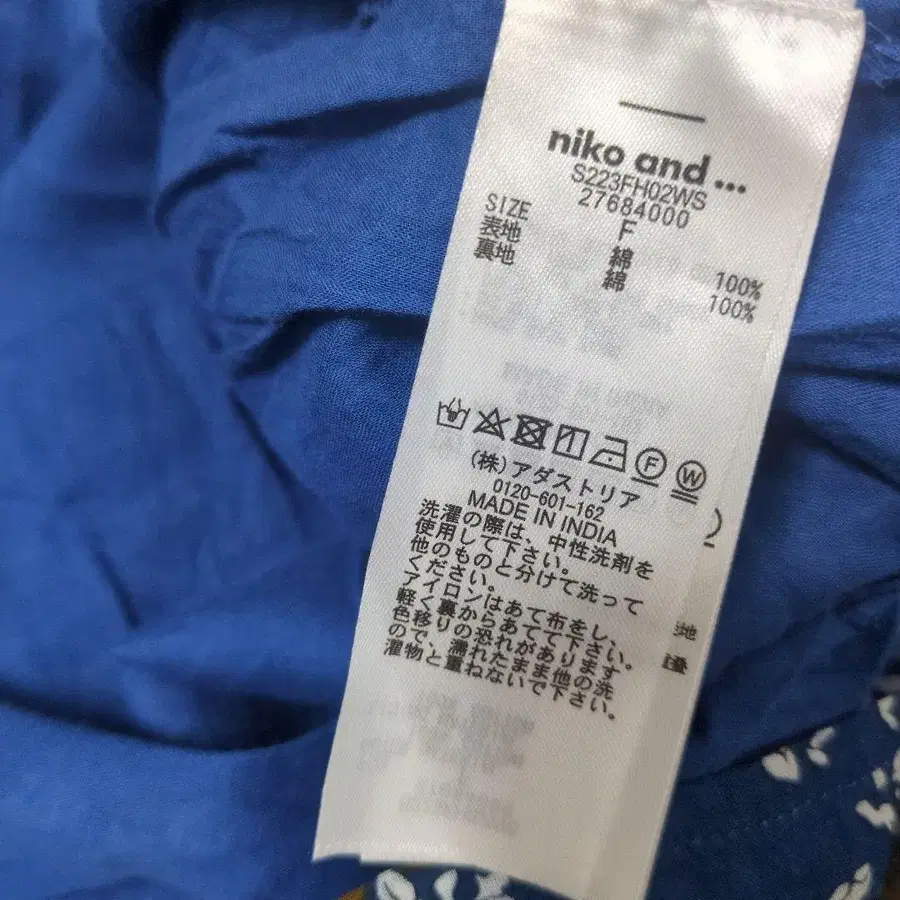 niko and ...
S223FH02WS
27684000
SIZE F
表地 綿 100%
裏地 綿 100%
F W
(株)アダストリア
0120-601-162
MADE IN INDIA
洗濯の際は、中性洗剤を
使用して下さい。
他のものと分けて洗って
ください。
アイロンはあて布をし、
軽く裏からあてて下さい。
色移りの恐れがあります
ので、濡れたまま他の洗
濯物と重ねないで下さい。
地